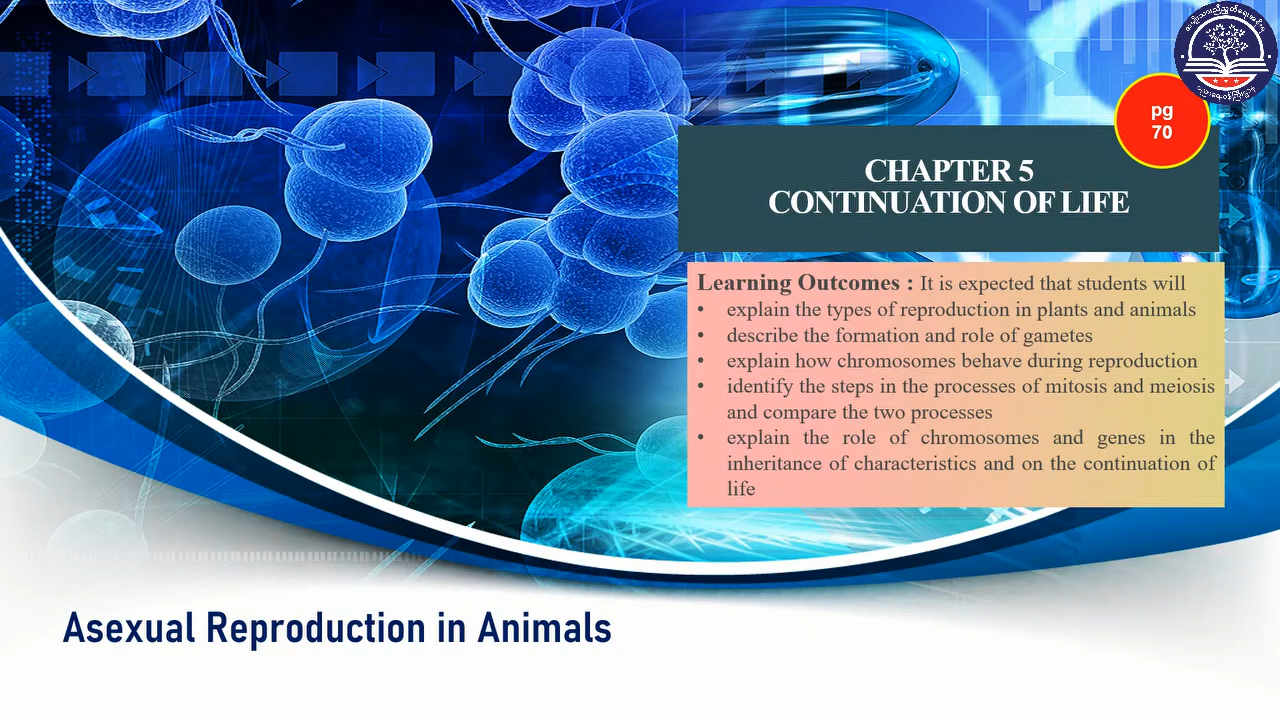 pg
70
CHAPTER 5
CONTINUATION OF LIFE
Learning Outcomes : It is expected that students will
• explain the types of reproduction in plants and animals
• describe the formation and role of gametes
• explain how chromosomes behave during reproduction
• identify the steps in the processes of mitosis and meiosis
and compare the two processes
• explain the role of chromosomes and genes in the
inheritance of characteristics and on the continuation of
life
Asexual Reproduction in Animals